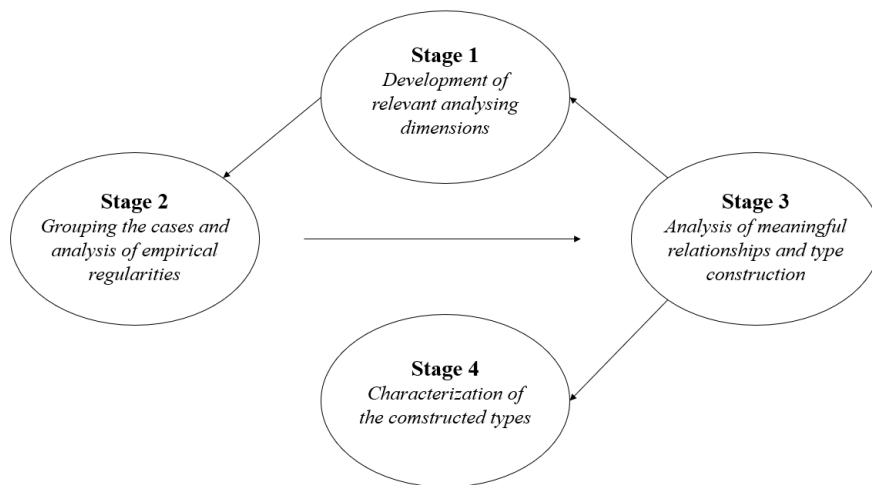 Stage 1
Development of
relevant analysing
dimensions
Stage 2
Grouping the cases and
analysis of empirical
regularities
Stage 3
Analysis of meaningful
relationships and type
construction
Stage 4
Characterization of
the comstructed types